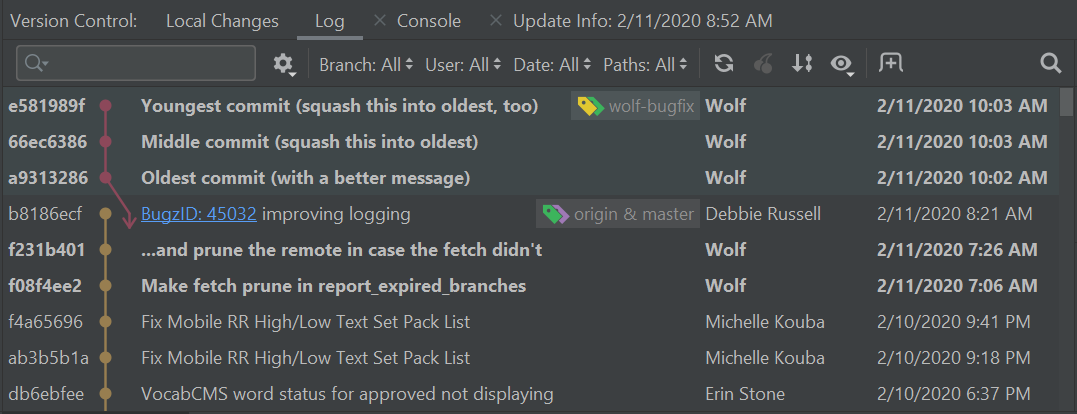 Version Control: Local Changes Log Console Update Info: 2/11/2020 8:52 AM
Branch: All User: All Date: All Paths: All
e581989f Youngest commit (squash this into oldest, too) wolf-bugfix Wolf 2/11/2020 10:03 AM
66ec6386 Middle commit (squash this into oldest) Wolf 2/11/2020 10:03 AM
a9313286 Oldest commit (with a better message) Wolf 2/11/2020 10:02 AM
b8186ecf BugzID: 45032 improving logging origin & master Debbie Russell 2/11/2020 8:21 AM
f231b401 ...and prune the remote in case the fetch didn't Wolf 2/11/2020 7:26 AM
f08f4ee2 Make fetch prune in report_expired_branches Wolf 2/11/2020 7:06 AM
f4a65696 Fix Mobile RR High/Low Text Set Pack List Michelle Kouba 2/10/2020 9:41 PM
ab3b5b1a Fix Mobile RR High/Low Text Set Pack List Michelle Kouba 2/10/2020 9:18 PM
db6ebfee VocabCMS word status for approved not displaying Erin Stone 2/10/2020 6:37 PM